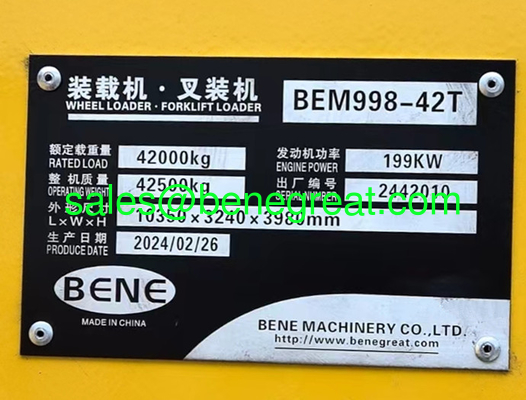 装载机·叉装机
WHEEL LOADER · FORKLIFT LOADER
BEM998-42T
额定载重量
RATED LOAD
42000kg
发动机功率
ENGINE POWER
199KW
整机质量
OPERATING WEIGHT
42500kg
出厂编号
SERIAL NUMBER
2442010
sales@benegreat.com
L×W×H
10350×3240×3980mm
生产日期
PRODUCE DATE
2024/02/26
BENE
MADE IN CHINA
BENE MACHINERY CO.,LTD.
http://www.benegreat.com